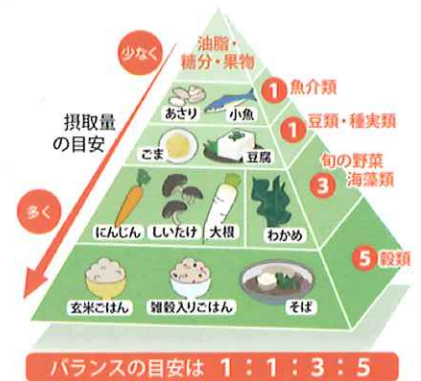 少なく
油脂・
糖分・果物
摂取量
の目安
多く
あさり
小魚
1 魚介類
ごま
豆腐
1 豆類・種実類
にんじん
しいたけ
大根
わかめ
旬の野菜
3 海藻類
玄米ごはん
雑穀入りごはん
そば
5 穀類
バランスの目安は 1:1:3:5